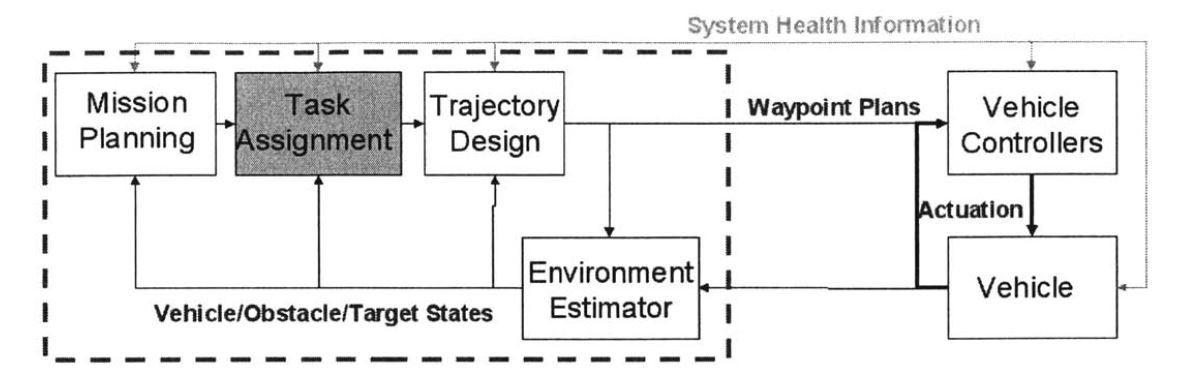 System Health Information
Mission
Planning
Task
Assignment
Trajectory
Design
Waypoint Plans
Vehicle
Controllers
Actuation
Environment
Estimator
Vehicle
Vehicle/Obstacle/Target States